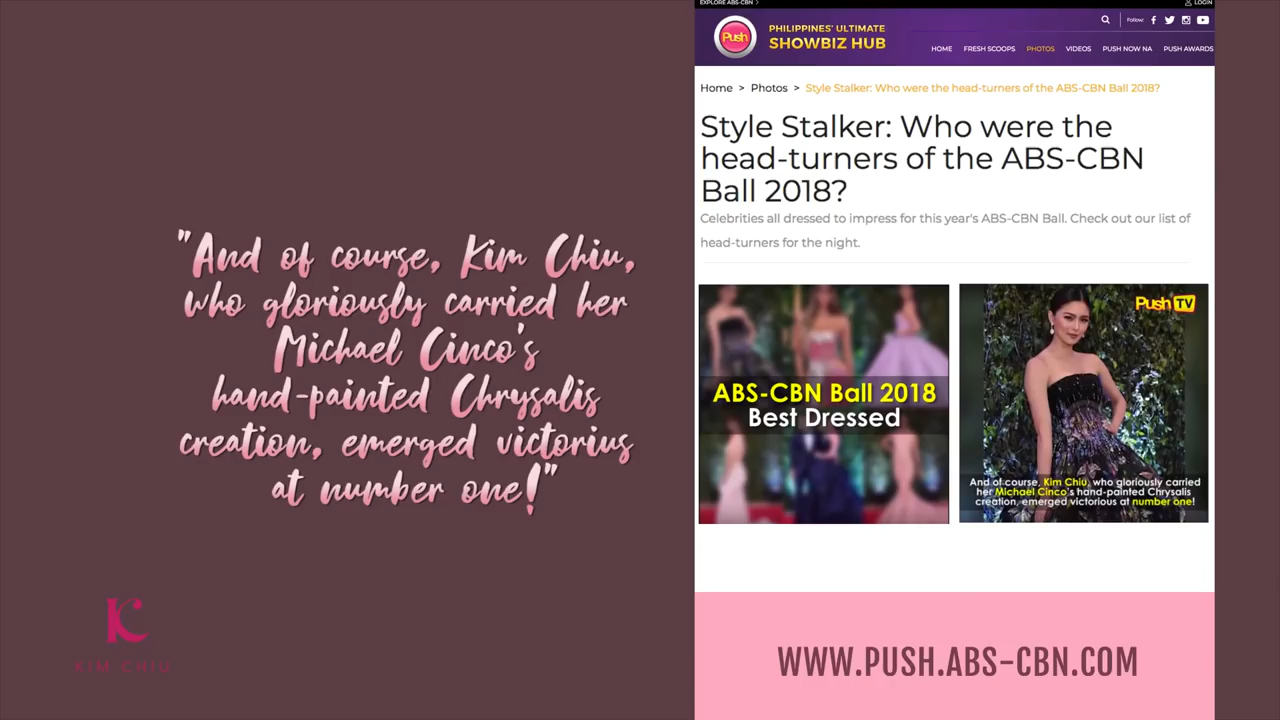 "And of course, Kim Chiu,
who gloriously carried her
Michael Cinco's
hand-painted Chrysalis
creation, emerged victorius
at number one!"
KC
KIM CHIU
EXPLORE ABS-CBN >
LOGIN
Push
PHILIPPINES' ULTIMATE
SHOWBIZ HUB
Follow:
HOME FRESH SCOOPS PHOTOS VIDEOS PUSH NOW NA PUSH AWARDS
Home > Photos > Style Stalker: Who were the head-turners of the ABS-CBN Ball 2018?
Style Stalker: Who were the
head-turners of the ABS-CBN
Ball 2018?
Celebrities all dressed to impress for this year's ABS-CBN Ball. Check out our list of
head-turners for the night.
ABS-CBN Ball 2018
Best Dressed
Push TV
And of course, Kim Chiu, who gloriously carried
her Michael Cinco's hand-painted Chrysalis
creation, emerged victorious at number one!
WWW.PUSH.ABS-CBN.COM